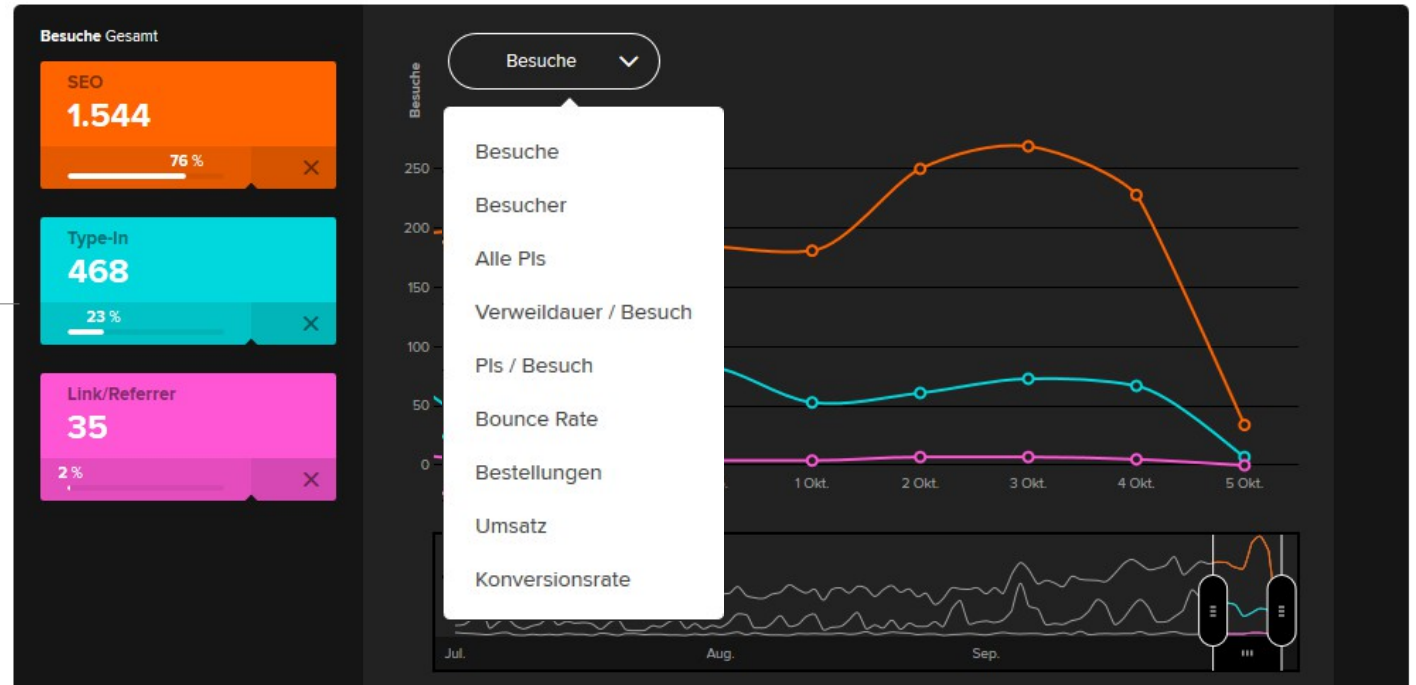 Besuche Gesamt
SEO
1.544
76 %
Type-In
468
23 %
Link/Referrer
35
2 %
Besuche
Besuche
Besuche
Besucher
Alle PIs
Verweildauer / Besuch
PIs / Besuch
Bounce Rate
Bestellungen
Umsatz
Konversionsrate
250
200
150
100
50
0
1 Okt.
2 Okt.
3 Okt.
4 Okt.
5 Okt.
Jul.
Aug.
Sep.